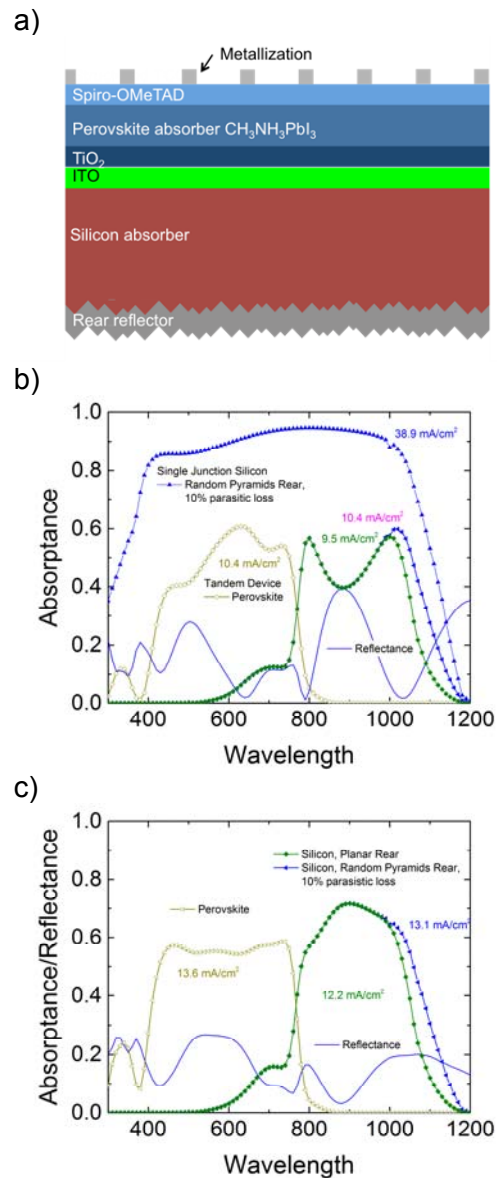 a)
Metallization
Spiro-OMeTAD
Perovskite absorber CH₃NH₃PbI₃
TiO₂
ITO
Silicon absorber
Rear reflector
b)
Absorptance
1.0
0.8
0.6
0.4
0.2
0.0
38.9 mA/cm²
Single Junction Silicon
Random Pyramids Rear,
10% parasitic loss
10.4 mA/cm²
9.5 mA/cm²
10.4 mA/cm²
Tandem Device
Perovskite
Reflectance
400 600 800 1000 1200
Wavelength
c)
Absorptance/Reflectance
1.0
0.8
0.6
0.4
0.2
0.0
Silicon, Planar Rear
Silicon, Random Pyramids Rear,
10% parasistic loss
Perovskite
13.1 mA/cm²
13.6 mA/cm²
12.2 mA/cm²
Reflectance
400 600 800 1000 1200
Wavelength